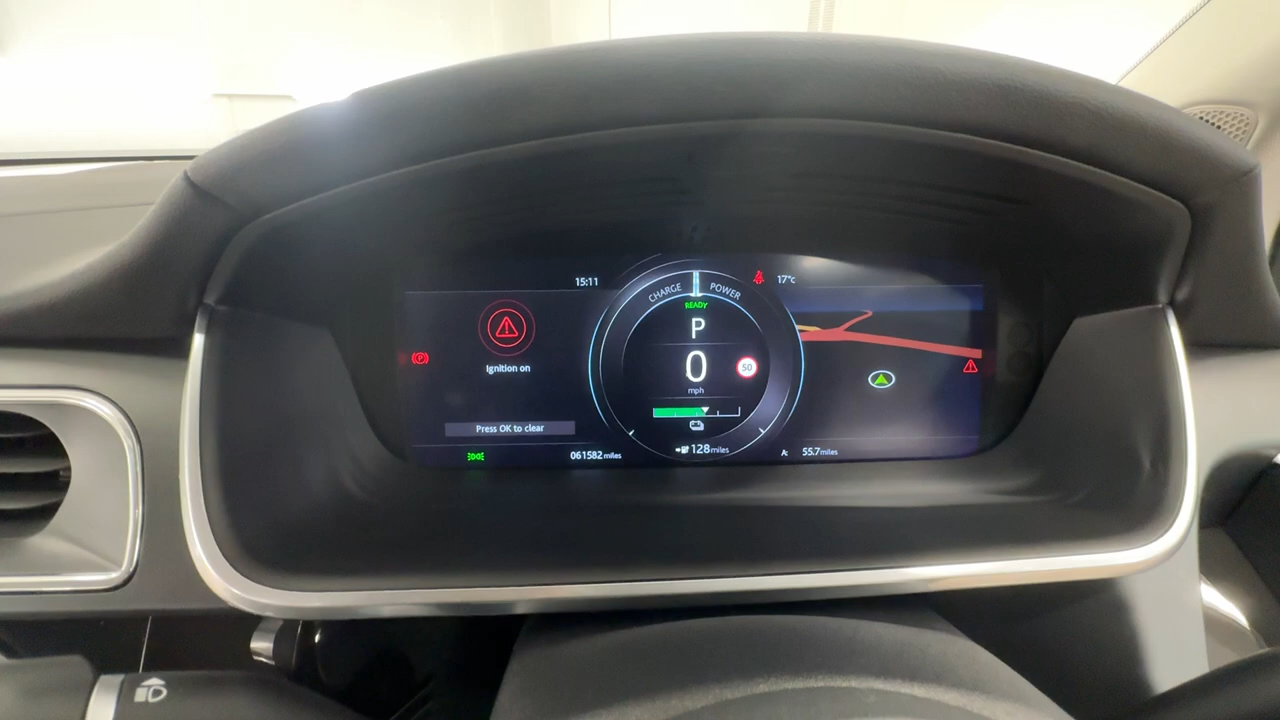 15:11
CHARGE
POWER
17°c
READY
P
Ignition on
0
50
mph
Press OK to clear
061582 miles
128 miles
A: 55.7 miles